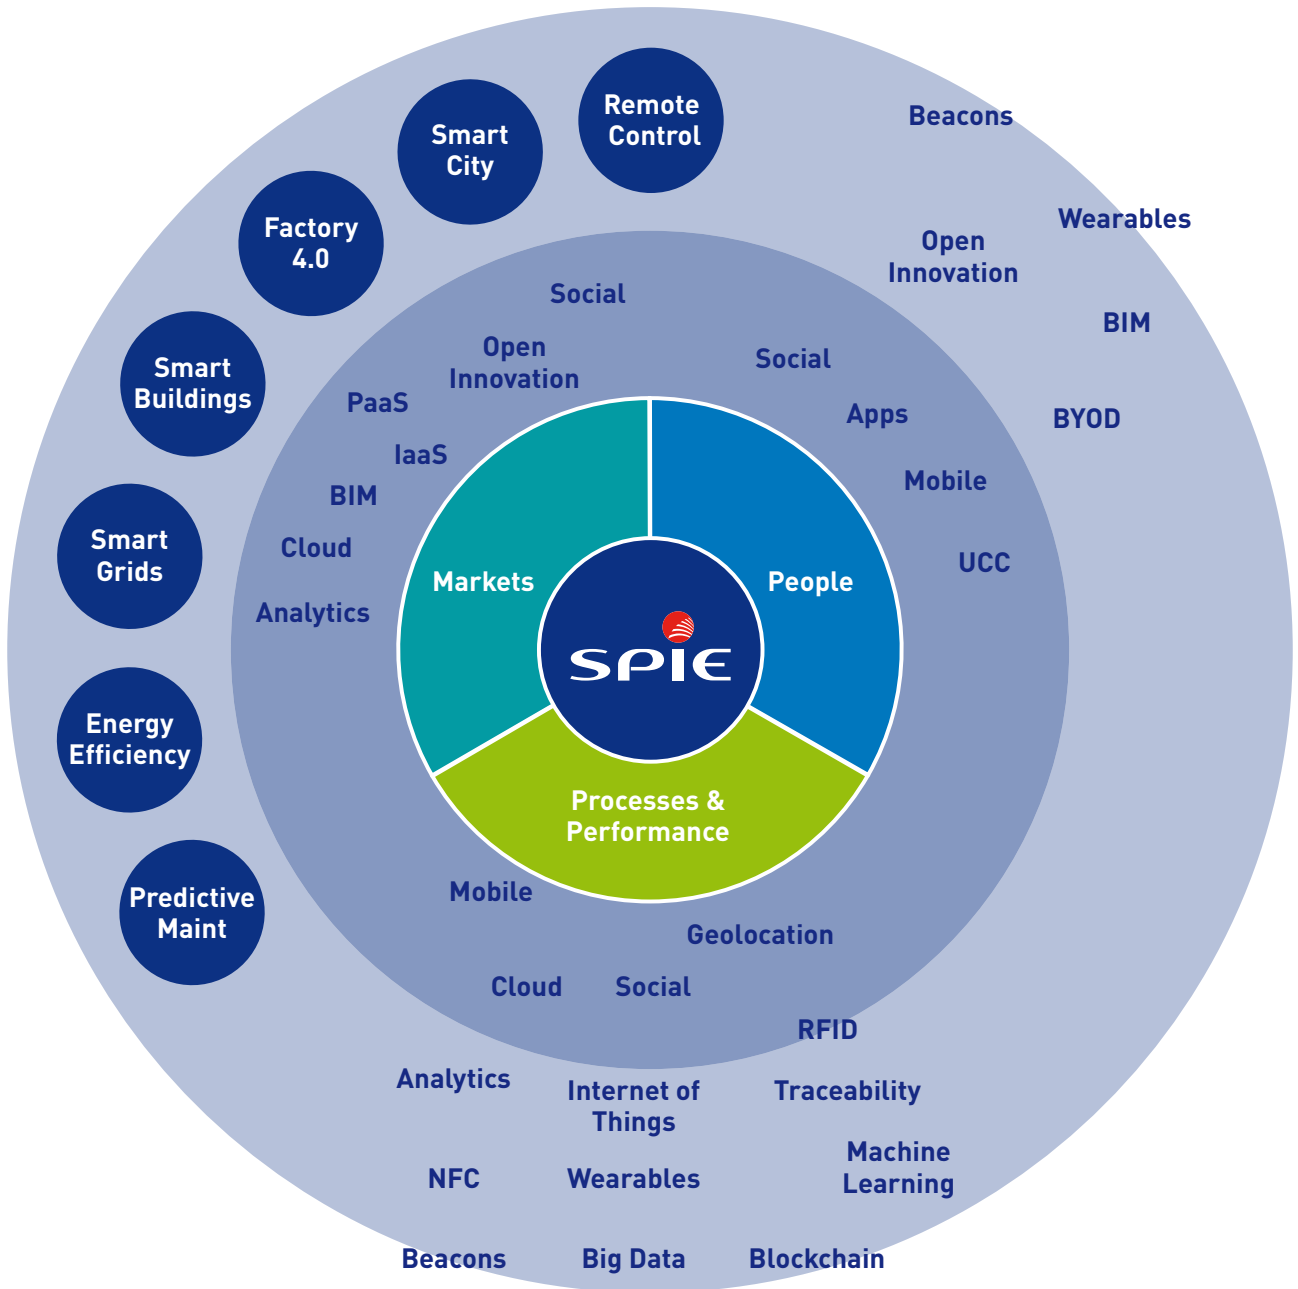 Remote
Control
Smart
City
Factory
4.0
Smart
Buildings
Smart
Grids
Energy
Efficiency
Predictive
Maint
Beacons
Wearables
Open
Innovation
BIM
BYOD
Social
Open
Innovation
PaaS
IaaS
BIM
Cloud
Analytics
Social
Apps
Mobile
UCC
Markets
People
SPIE
Processes &
Performance
Mobile
Geolocation
Cloud
Social
RFID
Analytics
Internet of
Things
Traceability
NFC
Wearables
Machine
Learning
Beacons
Big Data
Blockchain